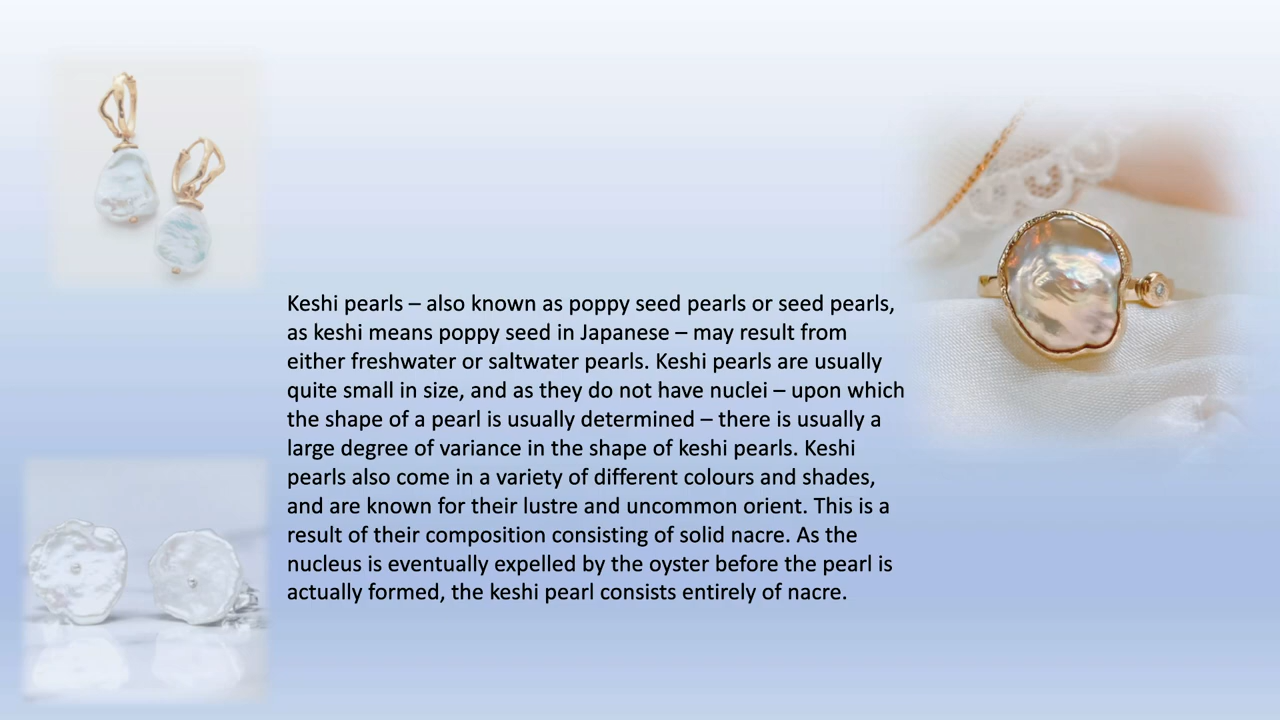 Keshi pearls – also known as poppy seed pearls or seed pearls,
as keshi means poppy seed in Japanese – may result from
either freshwater or saltwater pearls. Keshi pearls are usually
quite small in size, and as they do not have nuclei – upon which
the shape of a pearl is usually determined – there is usually a
large degree of variance in the shape of keshi pearls. Keshi
pearls also come in a variety of different colours and shades,
and are known for their lustre and uncommon orient. This is a
result of their composition consisting of solid nacre. As the
nucleus is eventually expelled by the oyster before the pearl is
actually formed, the keshi pearl consists entirely of nacre.